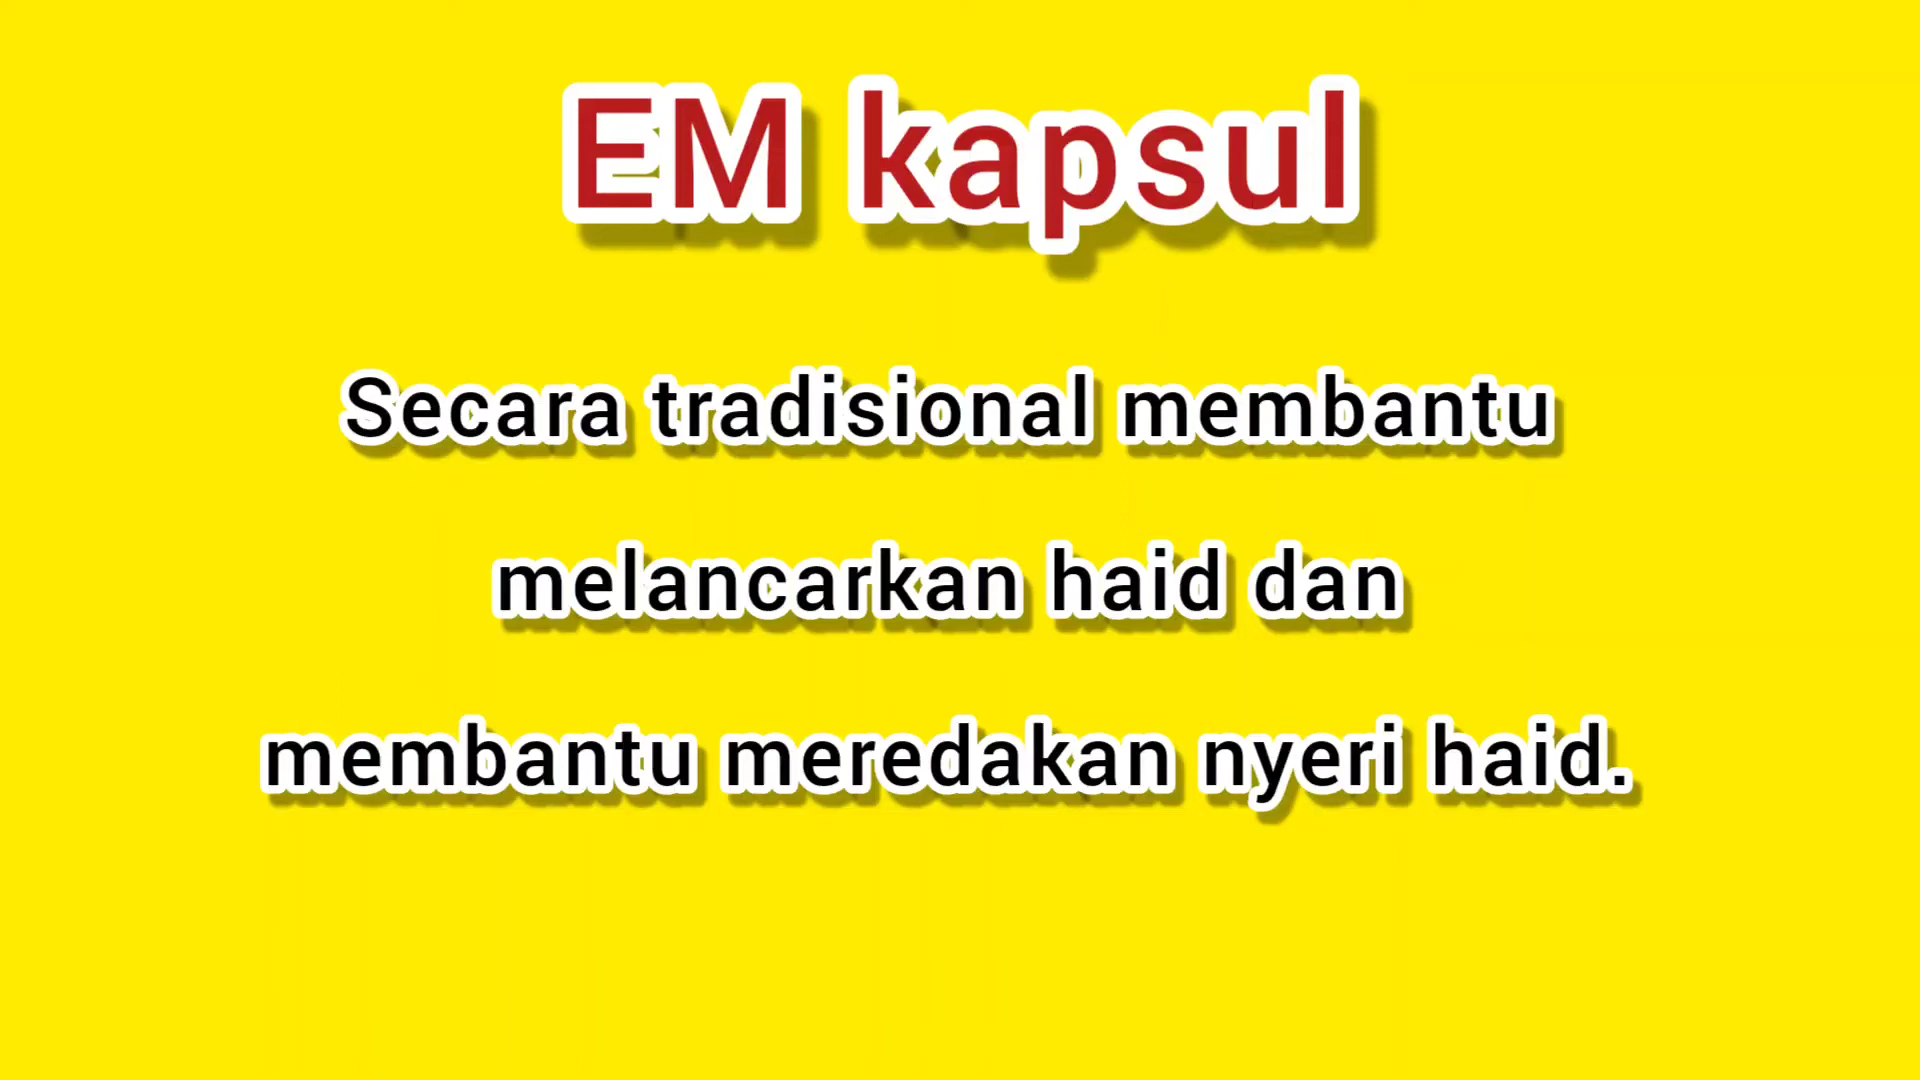 EM kapsul
Secara tradisional membantu
melancarkan haid dan
membantu meredakan nyeri haid.